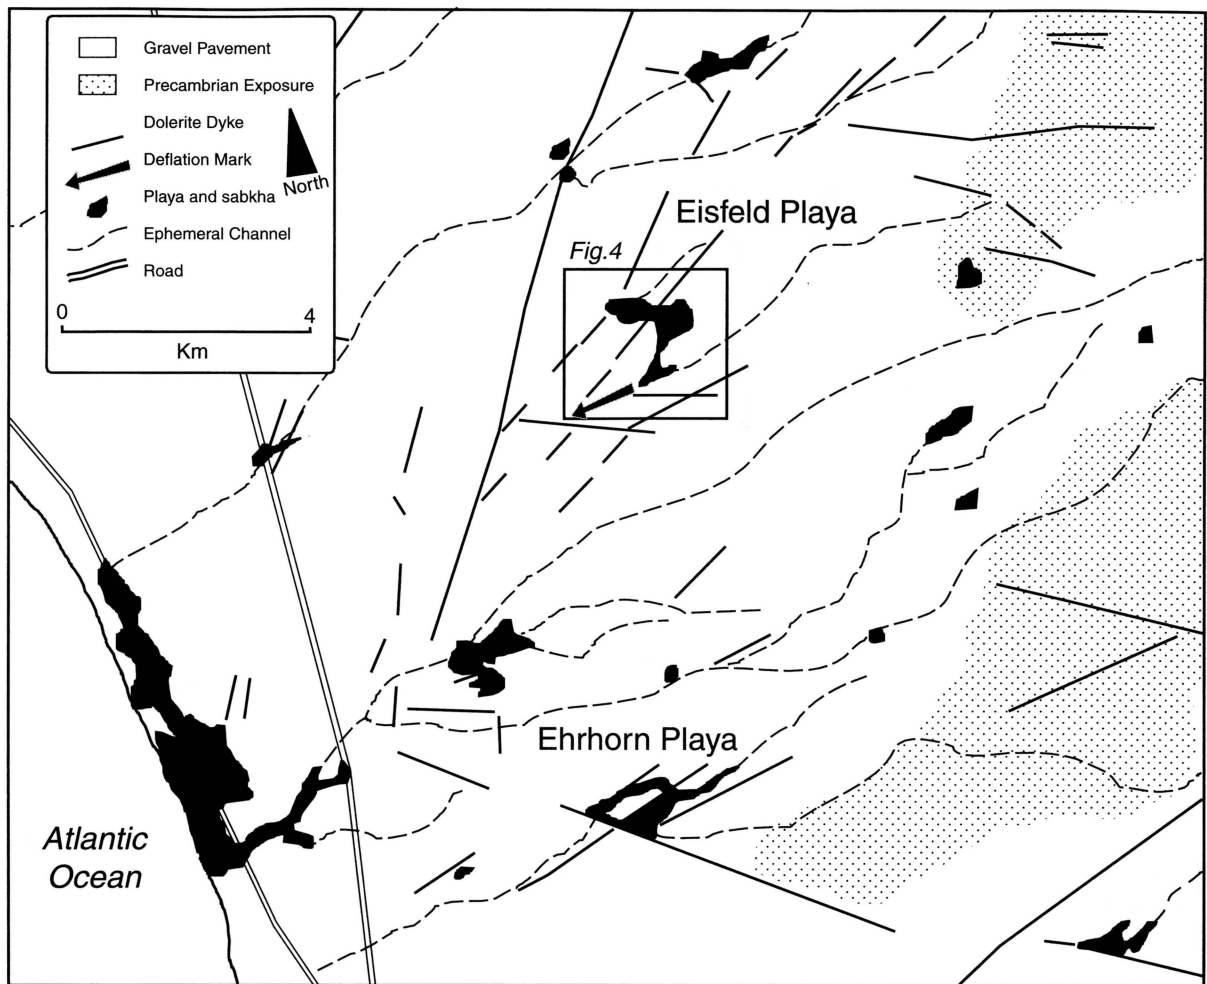 Gravel Pavement
Precambrian Exposure
Dolerite Dyke
Deflation Mark
North
Playa and sabkha
Ephemeral Channel
Road
0 4
Km
Eisfeld Playa
Fig.4
Ehrhorn Playa
Atlantic
Ocean